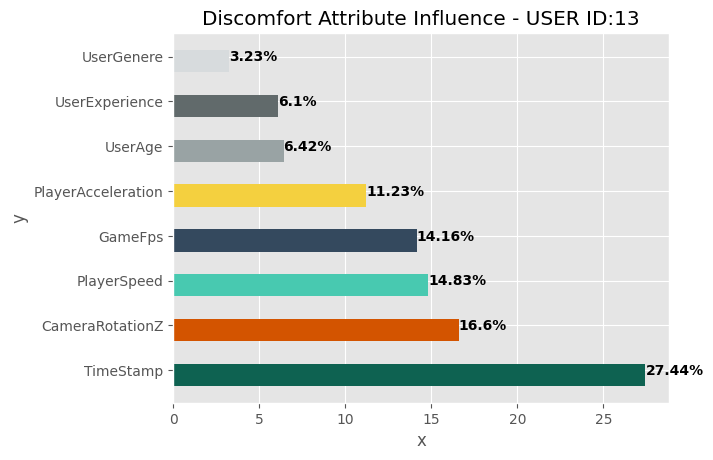 Discomfort Attribute Influence - USER ID:13
UserGenere 3.23%
UserExperience 6.1%
UserAge 6.42%
PlayerAcceleration 11.23%
GameFps 14.16%
PlayerSpeed 14.83%
CameraRotationZ 16.6%
TimeStamp 27.44%
y
0 5 10 15 20 25
x